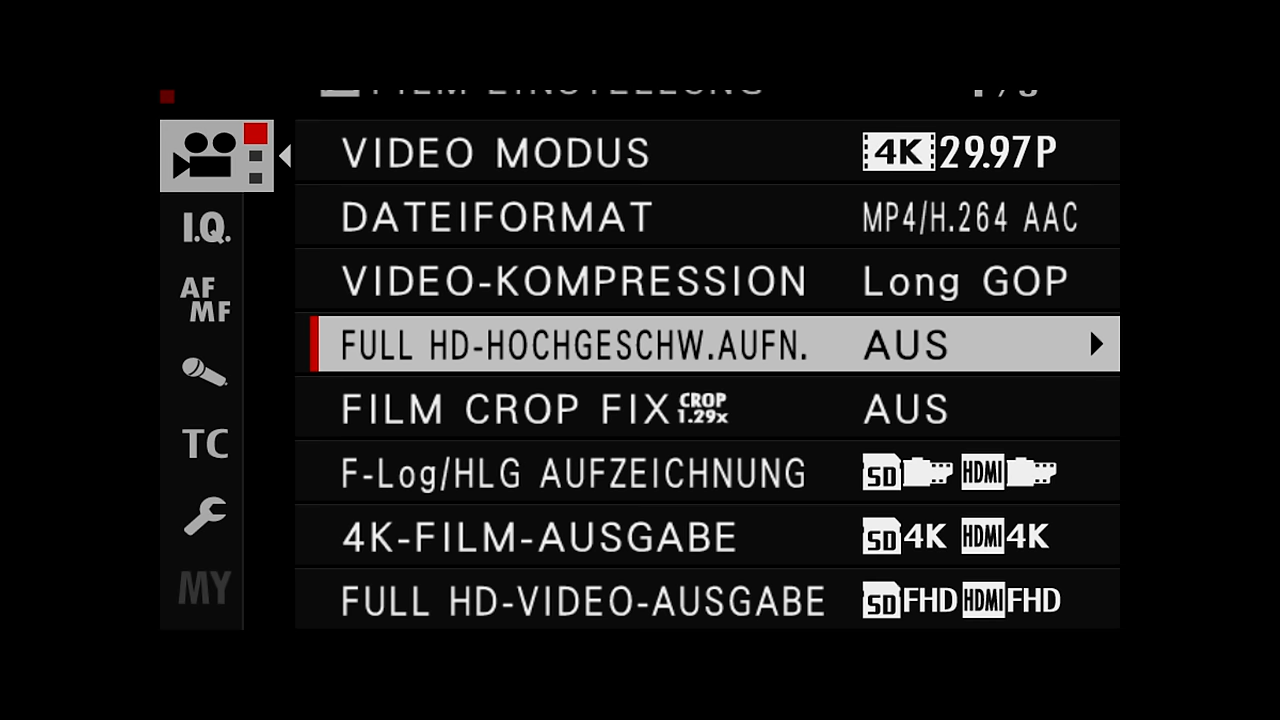 FILM EINSTELLUNG
VIDEO MODUS 4K 29.97P
I.Q. DATEIFORMAT MP4/H.264 AAC
AF MF VIDEO-KOMPRESSION Long GOP
FULL HD-HOCHGESCHW.AUFN. AUS
TC FILM CROP FIX CROP 1.29x AUS
F-Log/HLG AUFZEICHNUNG SD HDMI
4K-FILM-AUSGABE SD 4K HDMI 4K
MY FULL HD-VIDEO-AUSGABE SD FHD HDMI FHD